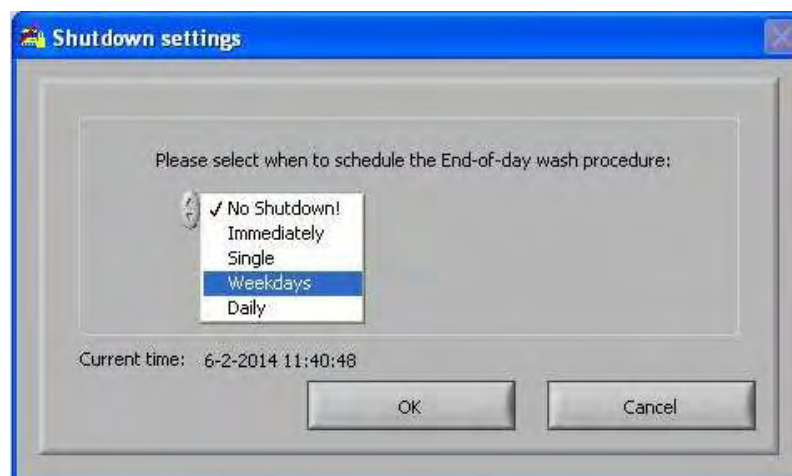 Shutdown settings
Please select when to schedule the End-of-day wash procedure:
✓ No Shutdown!
Immediately
Single
Weekdays
Daily
Current time: 6-2-2014 11:40:48
OK Cancel